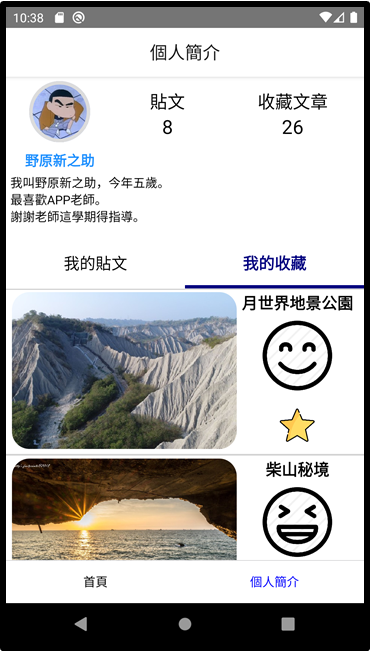 10:38
個人簡介
貼文
收藏文章
8
26
野原新之助
我叫野原新之助，今年五歲。
最喜歡APP老師。
謝謝老師這學期得指導。
我的貼文
我的收藏
月世界地景公園
柴山秘境
首頁
個人簡介